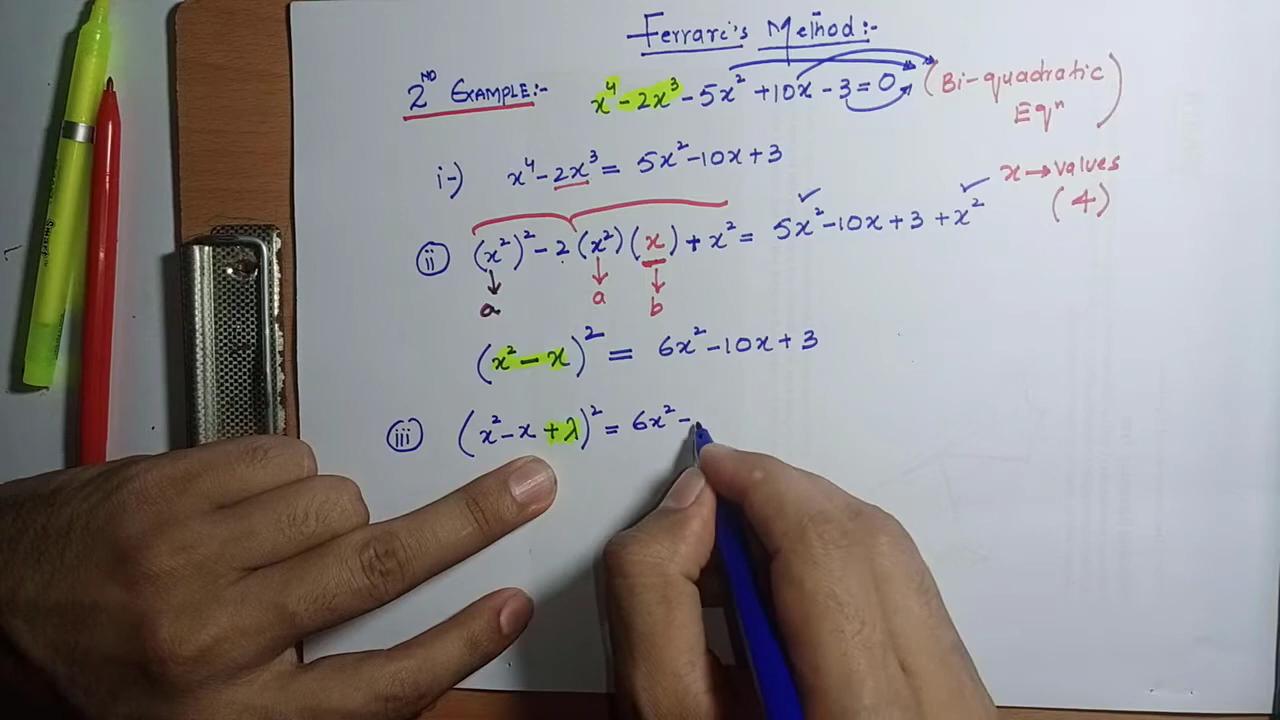 Ferrari's Method:-
2ND EXAMPLE:- x⁴ - 2x³ - 5x² + 10x - 3 = 0 (Bi-quadratic Eqⁿ)
i-) x⁴ - 2x³ = 5x² - 10x + 3
x → values (4)
ii (x²)² - 2(x²)(x) + x² = 5x² - 10x + 3 + x²
a a b
(x² - x)² = 6x² - 10x + 3
iii (x² - x + λ)² = 6x² -